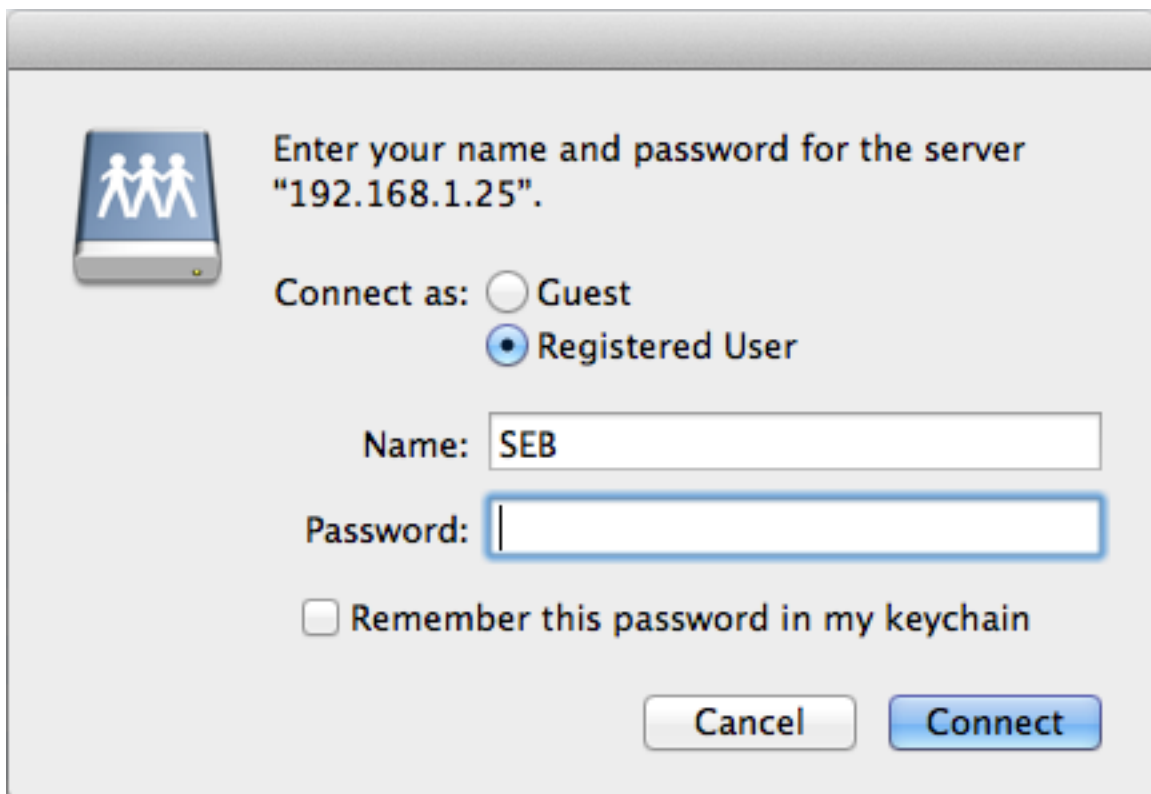 Enter your name and password for the server
“192.168.1.25”.
Connect as: Guest
Registered User
Name: SEB
Password:
Remember this password in my keychain
Cancel Connect